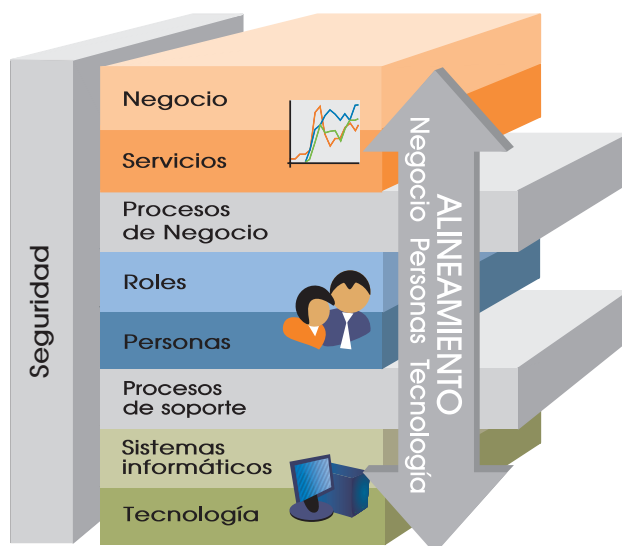 Seguridad
Negocio
Servicios
Procesos
de Negocio
Roles
Personas
Procesos
de soporte
Sistemas
informáticos
Tecnología
ALINEAMIENTO
Negocio Personas Tecnología